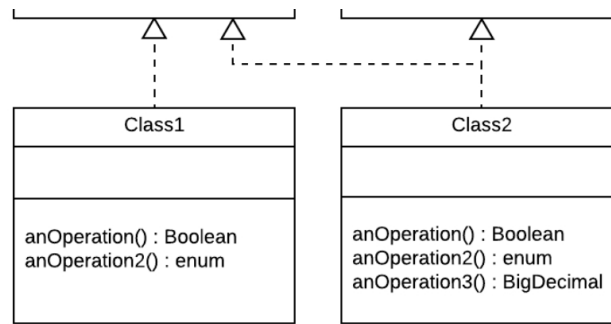 Class1
anOperation() : Boolean
anOperation2() : enum
Class2
anOperation() : Boolean
anOperation2() : enum
anOperation3() : BigDecimal